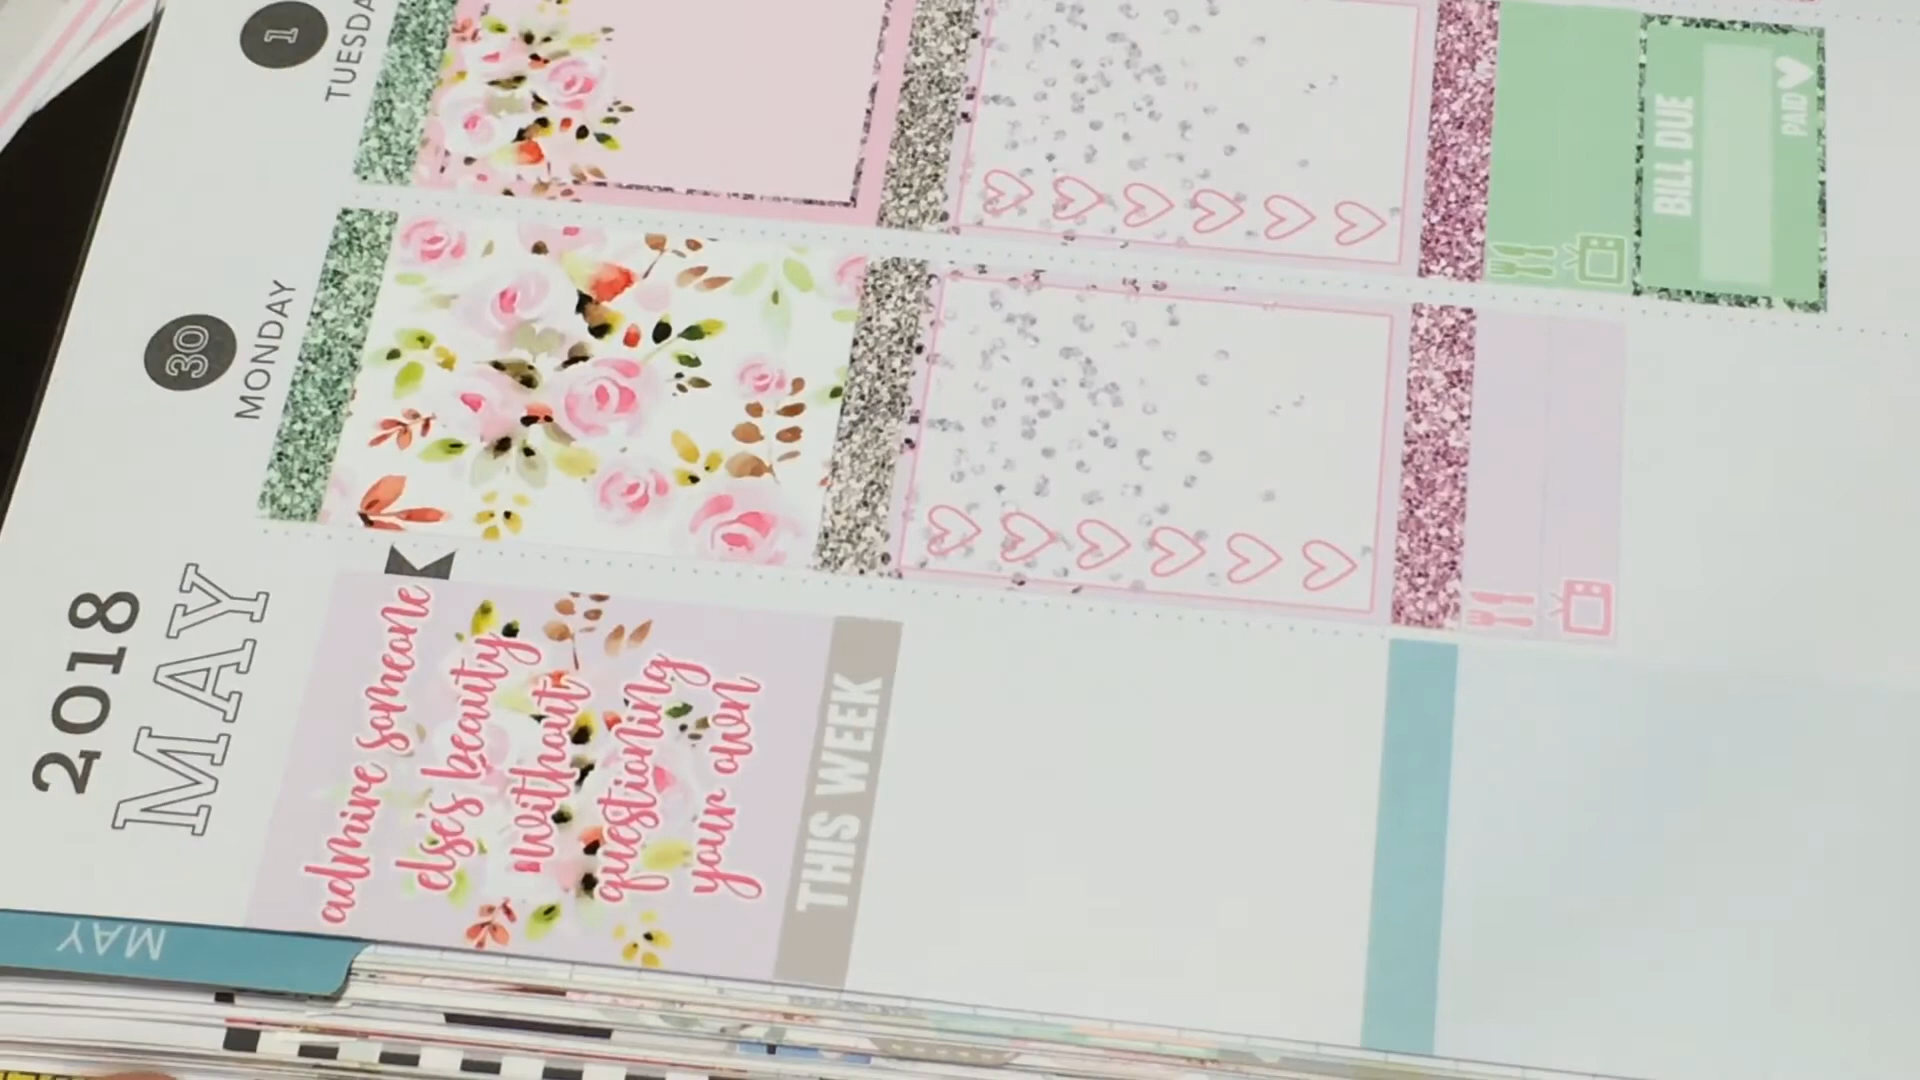 2018
MAY
30
MONDAY
1
TUESDA
admire someone
else's beauty
without
questioning
your own
THIS WEEK
BILL DUE
PAID
MAY